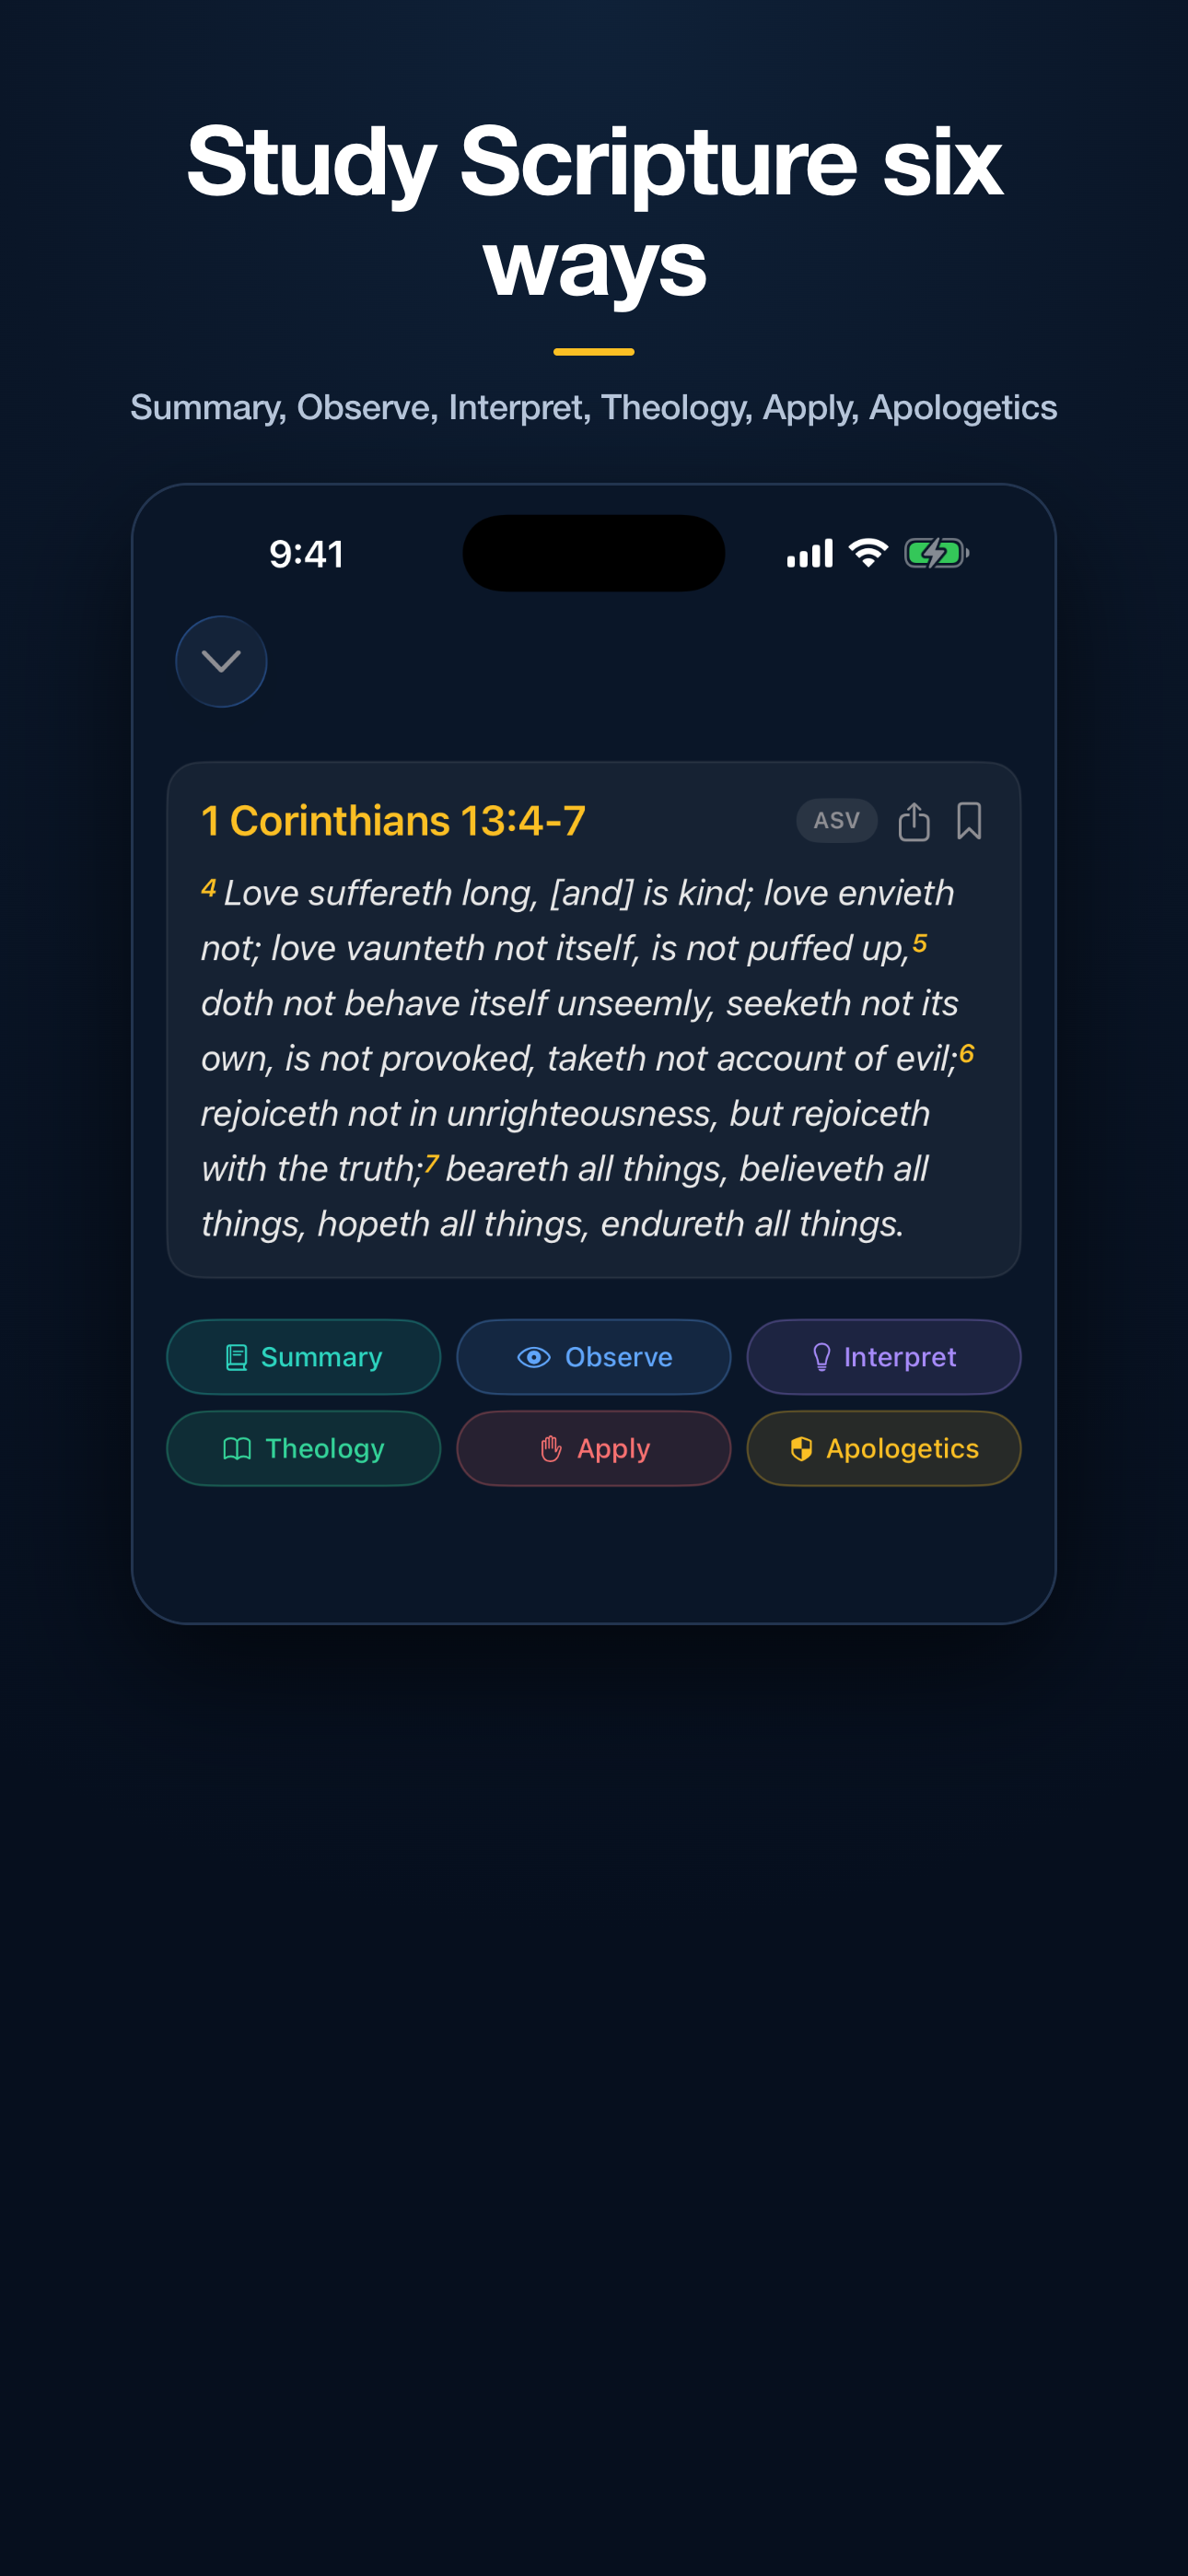 Study Scripture six
ways
Summary, Observe, Interpret, Theology, Apply, Apologetics
9:41
1 Corinthians 13:4-7 ASV
4 Love suffereth long, [and] is kind; love envieth
not; love vaunteth not itself, is not puffed up,5
doth not behave itself unseemly, seeketh not its
own, is not provoked, taketh not account of evil;6
rejoiceth not in unrighteousness, but rejoiceth
with the truth;7 beareth all things, believeth all
things, hopeth all things, endureth all things.
Summary Observe Interpret
Theology Apply Apologetics